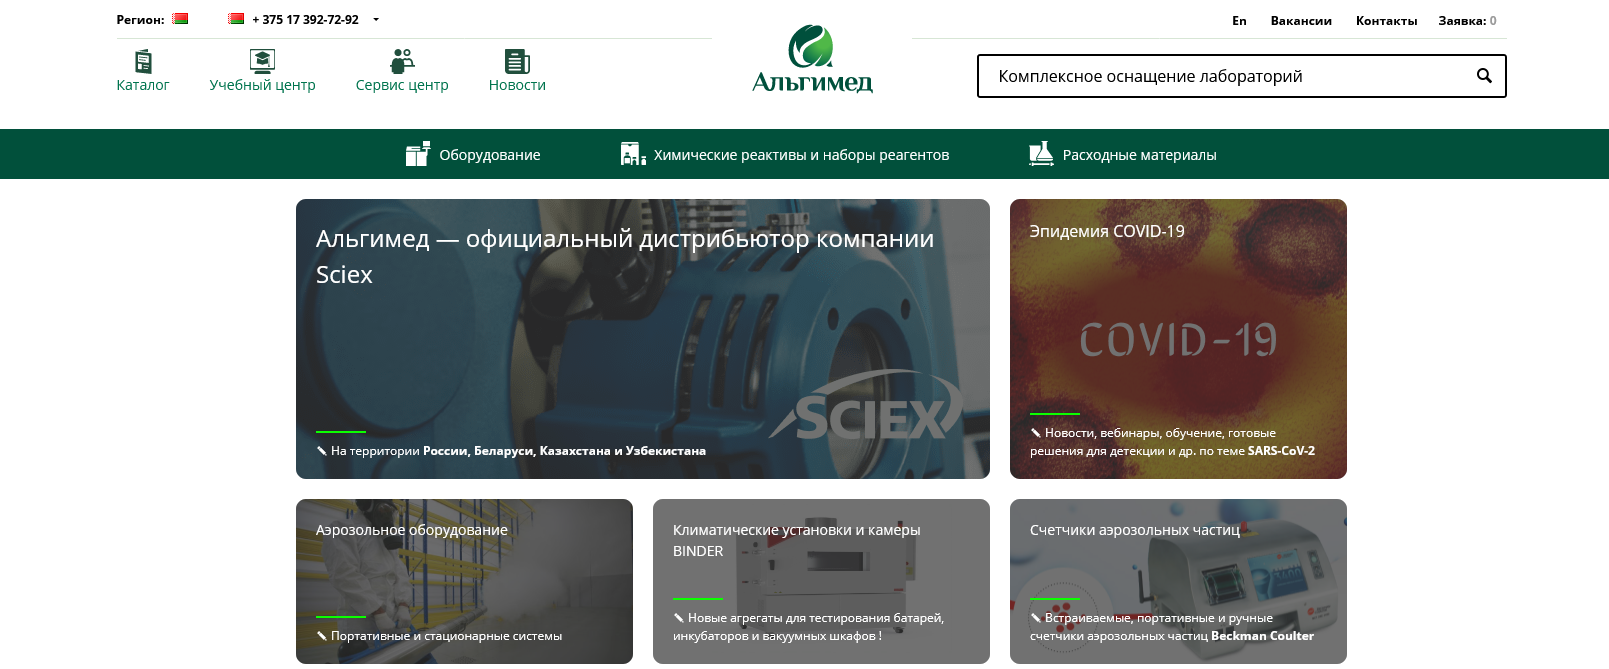 Регион:
+ 375 17 392-72-92
En
Вакансии
Контакты
Заявка: 0
Каталог
Учебный центр
Сервис центр
Новости
Альгимед
Комплексное оснащение лабораторий
Оборудование
Химические реактивы и наборы реагентов
Расходные материалы
Альгимед — официальный дистрибьютор компании
Sciex
SCIEX
На территории России, Беларуси, Казахстана и Узбекистана
Эпидемия COVID-19
COVID-19
Новости, вебинары, обучение, готовые
решения для детекции и др. по теме SARS-CoV-2
Аэрозольное оборудование
Портативные и стационарные системы
Климатические установки и камеры
BINDER
Новые агрегаты для тестирования батарей,
инкубаторов и вакуумных шкафов !
Счетчики аэрозольных частиц
Встраиваемые, портативные и ручные
счетчики аэрозольных частиц Beckman Coulter